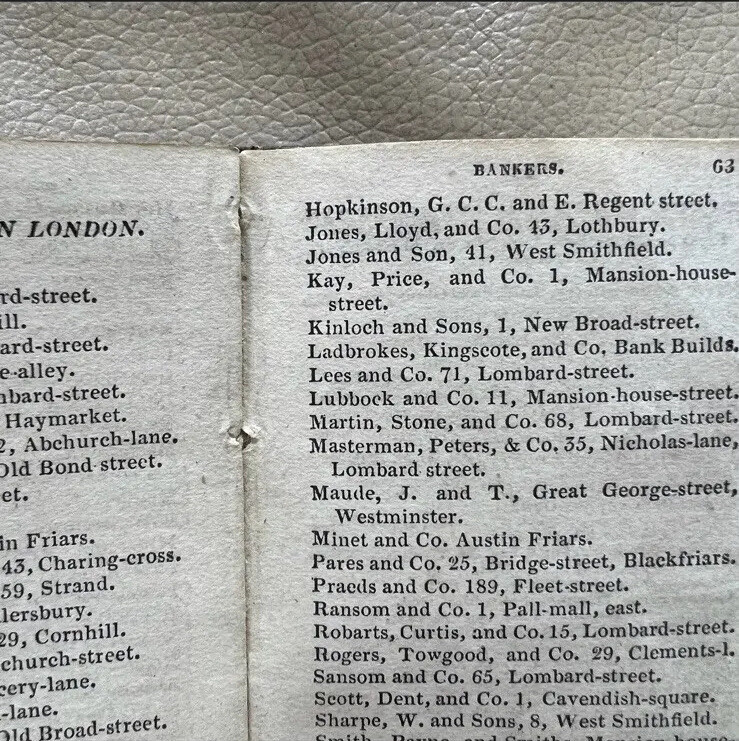 N LONDON.
rd-street.
ill.
ard-street.
e-alley.
nbard-street.
Haymarket.
2, Abchurch-lane.
Old Bond-street.
et.
in Friars.
43, Charing-cross.
59, Strand.
lersbury.
29, Cornhill.
church-street.
cery-lane.
-lane.
Old Broad-street.
BANKERS. 63
Hopkinson, G. C. C. and E. Regent street.
Jones, Lloyd, and Co. 43, Lothbury.
Jones and Son, 41, West Smithfield.
Kay, Price, and Co. 1, Mansion-house-
street.
Kinloch and Sons, 1, New Broad-street.
Ladbrokes, Kingscote, and Co. Bank Builds.
Lees and Co. 71, Lombard-street.
Lubbock and Co. 11, Mansion-house-street.
Martin, Stone, and Co. 68, Lombard-street.
Masterman, Peters, & Co. 35, Nicholas-lane,
Lombard street.
Maude, J. and T., Great George-street,
Westminster.
Minet and Co. Austin Friars.
Pares and Co. 25, Bridge-street, Blackfriars.
Praeds and Co. 189, Fleet-street.
Ransom and Co. 1, Pall-mall, east.
Robarts, Curtis, and Co. 15, Lombard-street.
Rogers, Towgood, and Co. 29, Clements-l.
Sansom and Co. 65, Lombard-street.
Scott, Dent, and Co. 1, Cavendish-square.
Sharpe, W. and Sons, 8, West Smithfield.
Smith, Payne, and Smiths, Mansion-house-